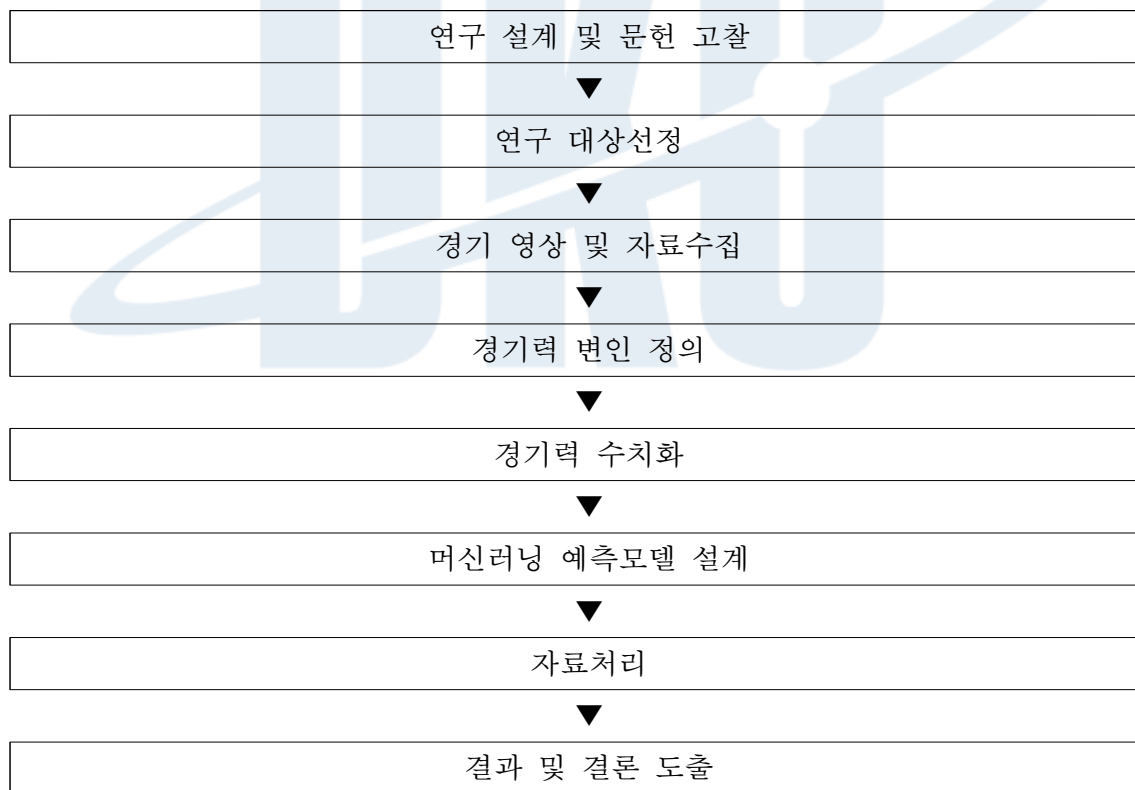 연구 설계 및 문헌 고찰
▼
연구 대상선정
▼
경기 영상 및 자료수집
▼
경기력 변인 정의
▼
경기력 수치화
▼
머신러닝 예측모델 설계
▼
자료처리
▼
결과 및 결론 도출